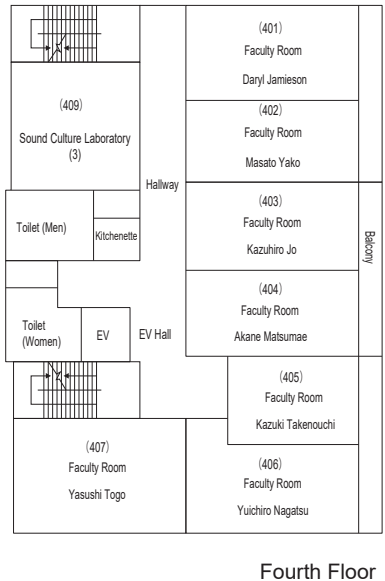 (401)
Faculty Room
Daryl Jamieson
(409)
Sound Culture Laboratory
(3)
(402)
Faculty Room
Masato Yako
Hallway
(403)
Faculty Room
Kazuhiro Jo
Toilet (Men)
Kitchenette
Balcony
(404)
Faculty Room
Akane Matsumae
Toilet
(Women)
EV
EV Hall
(405)
Faculty Room
Kazuki Takenouchi
(407)
Faculty Room
Yasushi Togo
(406)
Faculty Room
Yuichiro Nagatsu
Fourth Floor